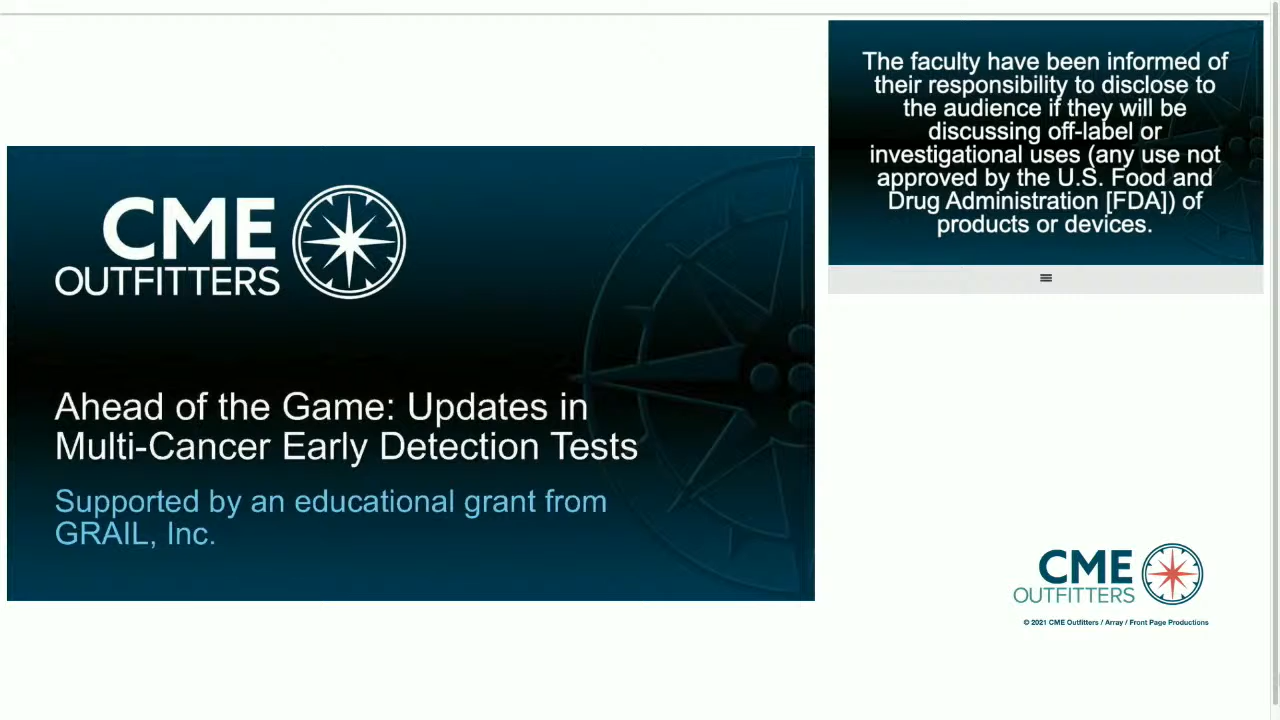 CME
OUTFITTERS
Ahead of the Game: Updates in
Multi-Cancer Early Detection Tests
Supported by an educational grant from
GRAIL, Inc.
The faculty have been informed of
their responsibility to disclose to
the audience if they will be
discussing off-label or
investigational uses (any use not
approved by the U.S. Food and
Drug Administration [FDA]) of
products or devices.
CME
OUTFITTERS
© 2021 CME Outfitters / Array / Front Page Productions